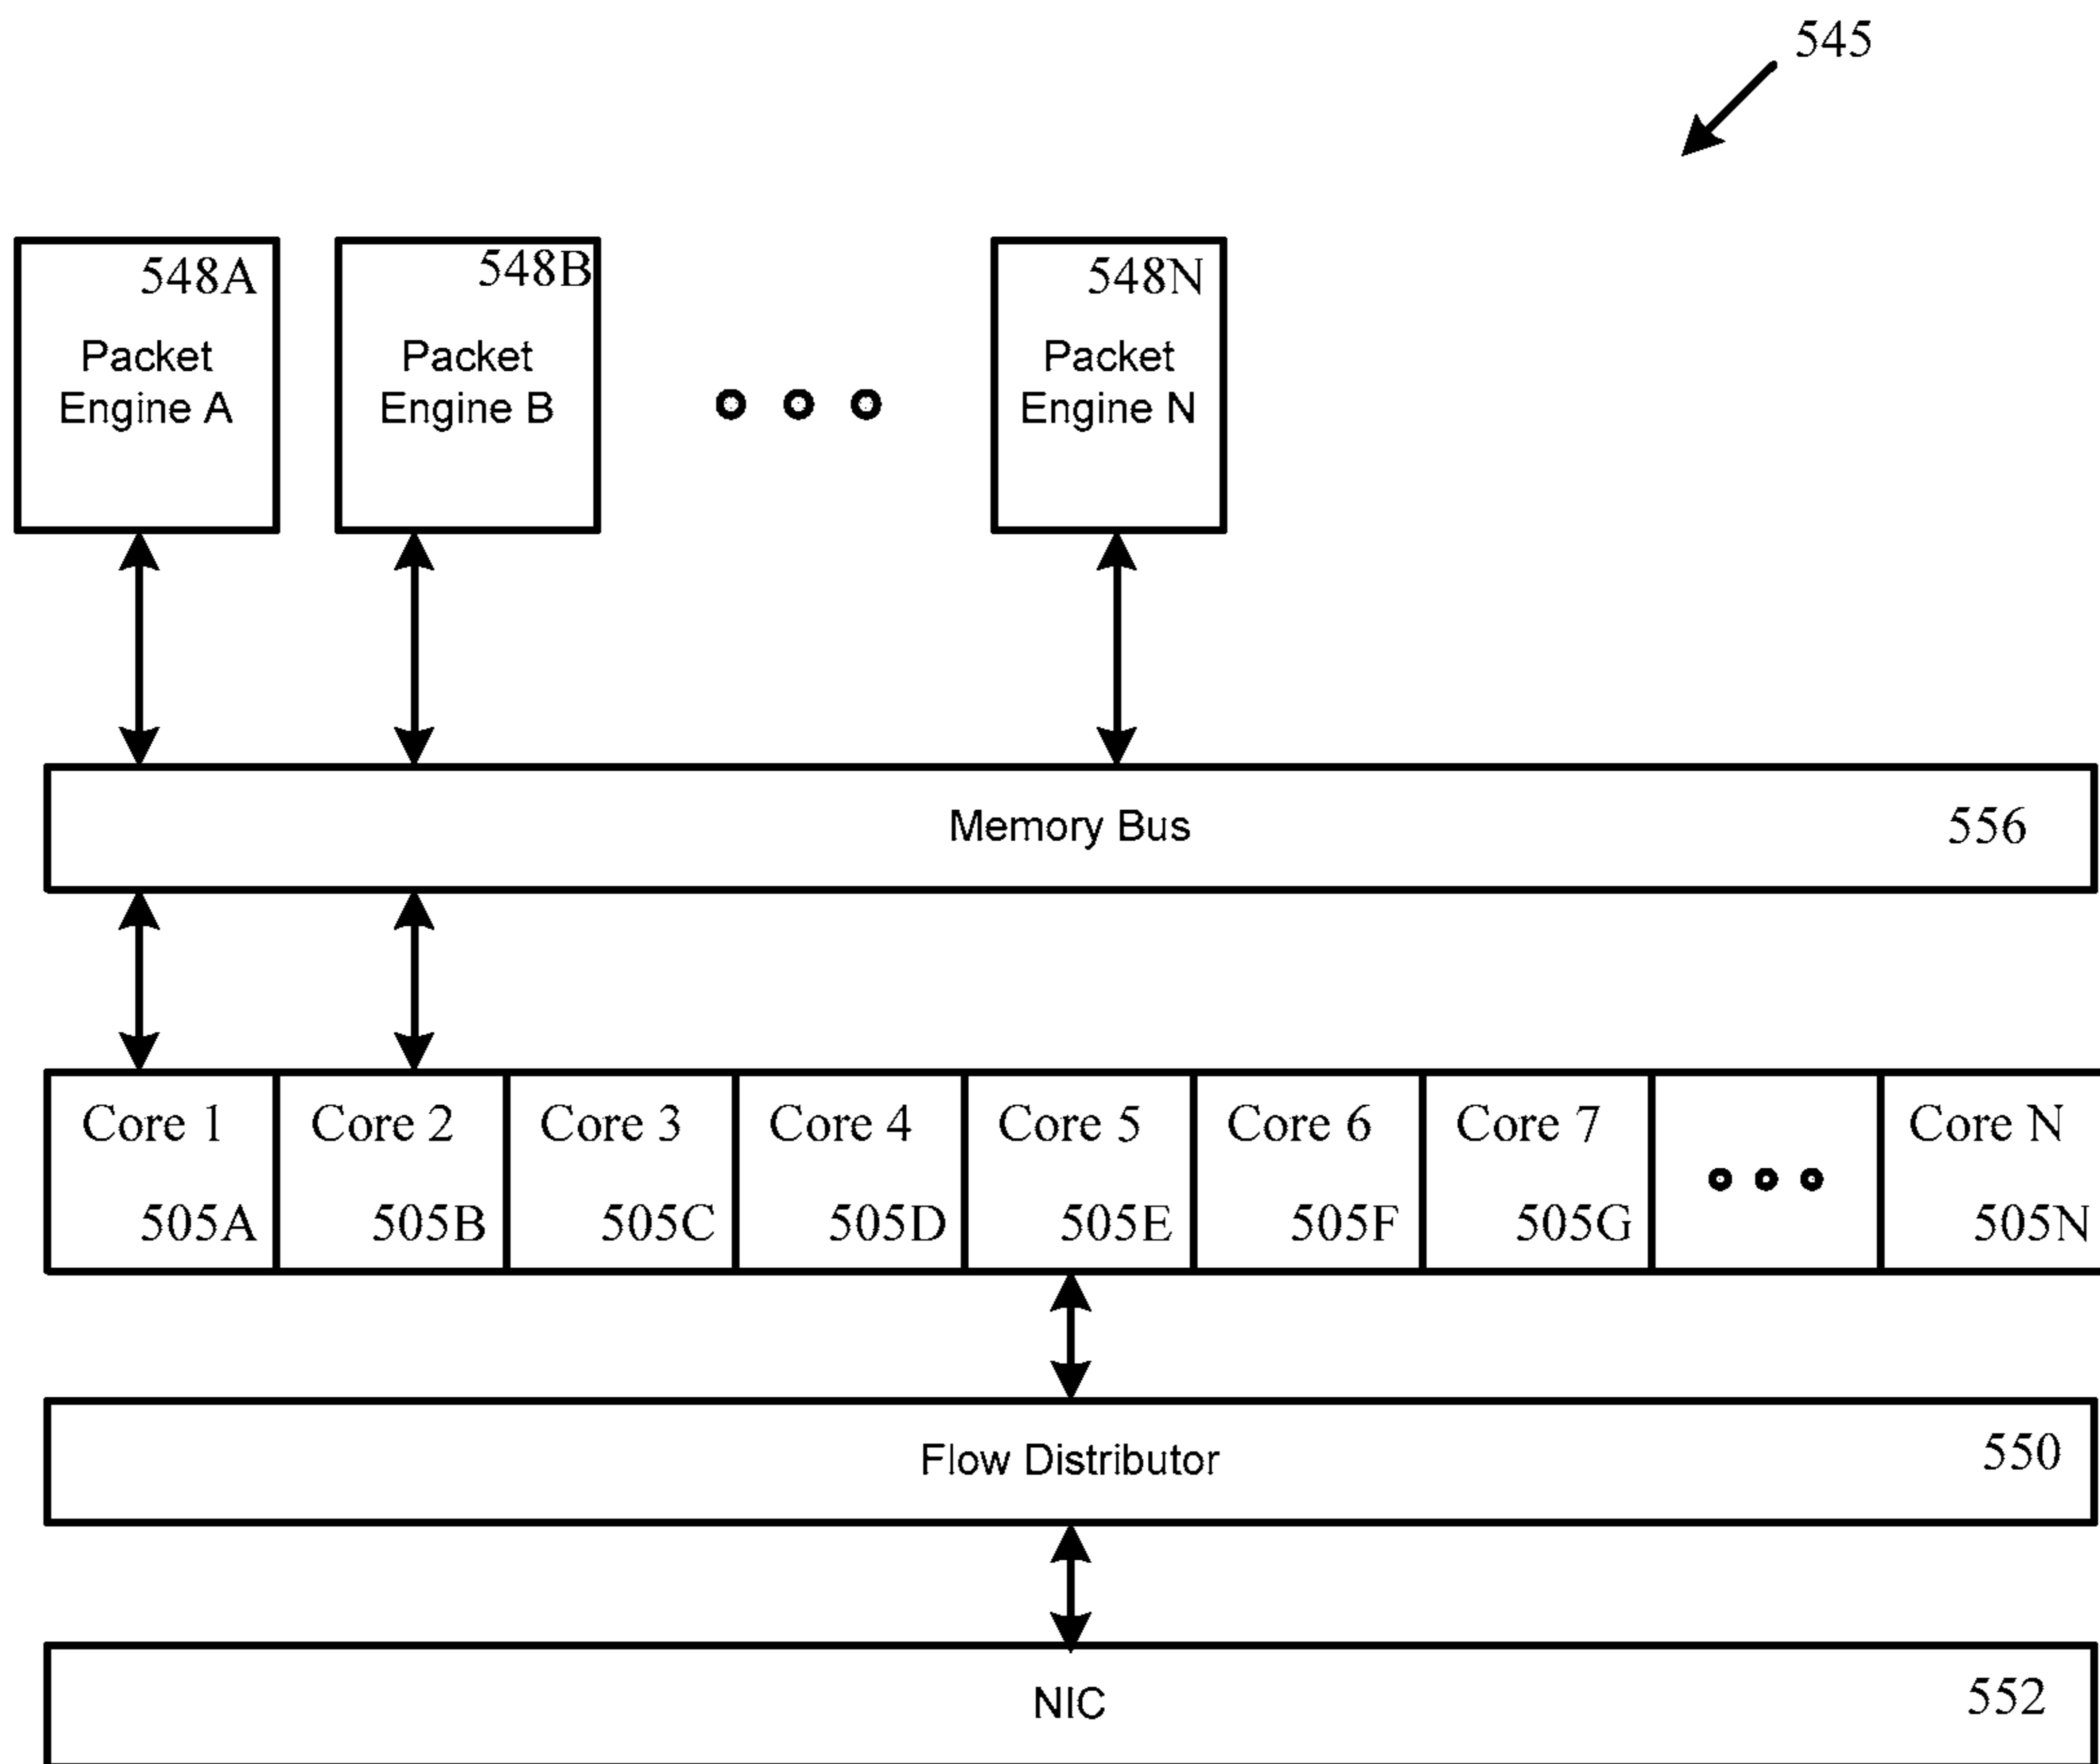 545
548A
Packet
Engine A
548B
Packet
Engine B
548N
Packet
Engine N
Memory Bus
556
Core 1
505A
Core 2
505B
Core 3
505C
Core 4
505D
Core 5
505E
Core 6
505F
Core 7
505G
Core N
505N
Flow Distributor
550
NIC
552